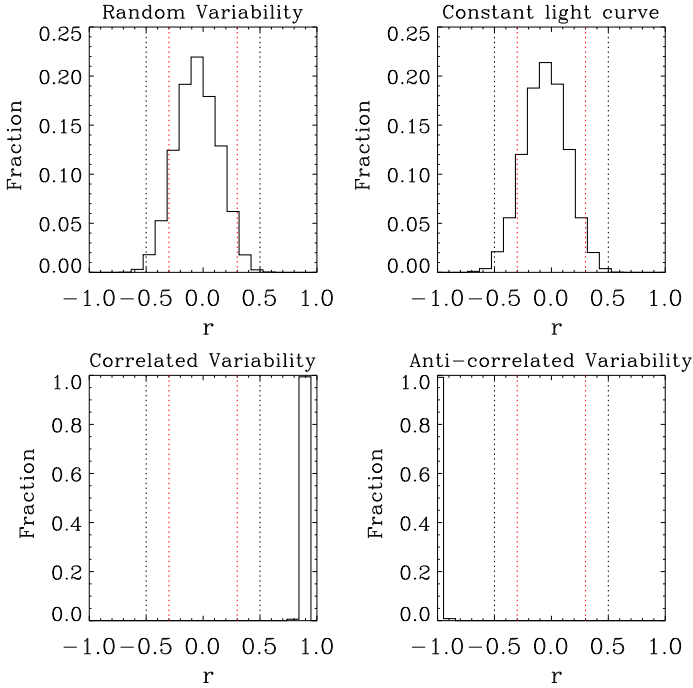 Random Variability
Constant light curve
0.25
0.20
0.15
0.10
0.05
0.00
Fraction
−1.0 −0.5 0.0 0.5 1.0
r
0.25
0.20
0.15
0.10
0.05
0.00
Fraction
−1.0 −0.5 0.0 0.5 1.0
r
Correlated Variability
Anti−correlated Variability
1.0
0.8
0.6
0.4
0.2
0.0
Fraction
−1.0 −0.5 0.0 0.5 1.0
r
1.0
0.8
0.6
0.4
0.2
0.0
Fraction
−1.0 −0.5 0.0 0.5 1.0
r